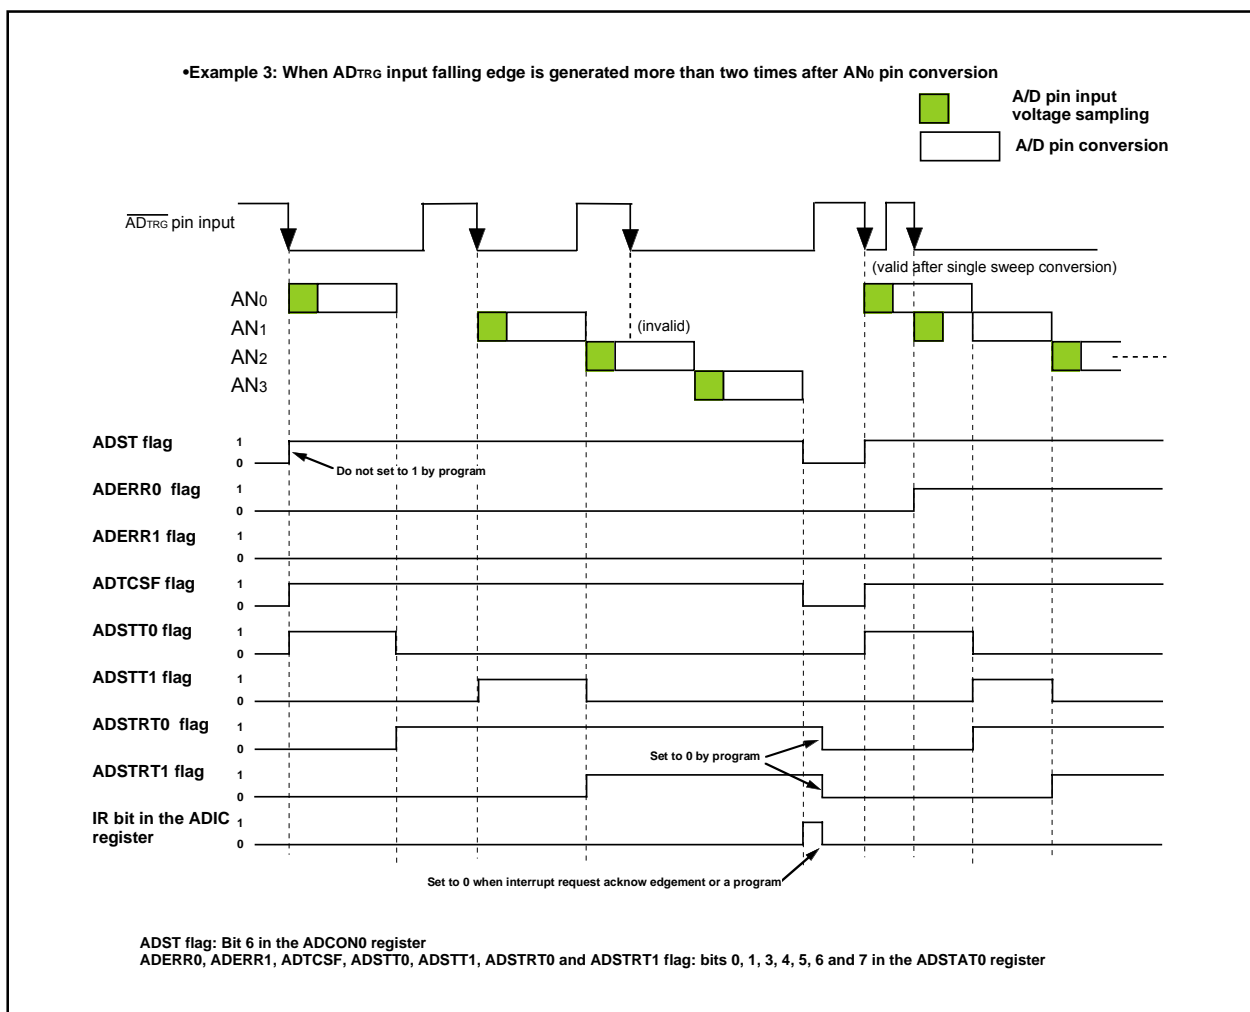 •Example 3: When ADTRG input falling edge is generated more than two times after AN0 pin conversion
A/D pin input
voltage sampling
A/D pin conversion
ADTRG pin input
(valid after single sweep conversion)
AN0
AN1
(invalid)
AN2
AN3
ADST flag
1
0
Do not set to 1 by program
ADERR0 flag
1
0
ADERR1 flag
1
0
ADTCSF flag
1
0
ADSTT0 flag
1
0
ADSTT1 flag
1
0
ADSTRT0 flag
1
0
Set to 0 by program
ADSTRT1 flag
1
0
IR bit in the ADIC
register
1
0
Set to 0 when interrupt request acknow edgement or a program
ADST flag: Bit 6 in the ADCON0 register
ADERR0, ADERR1, ADTCSF, ADSTT0, ADSTT1, ADSTRT0 and ADSTRT1 flag: bits 0, 1, 3, 4, 5, 6 and 7 in the ADSTAT0 register